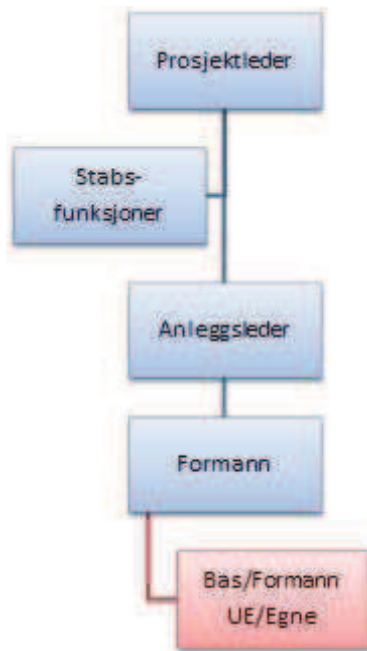 Prosjektleder
Stabs-
funksjoner
Anleggsleder
Formann
Bas/Formann
UE/Egne